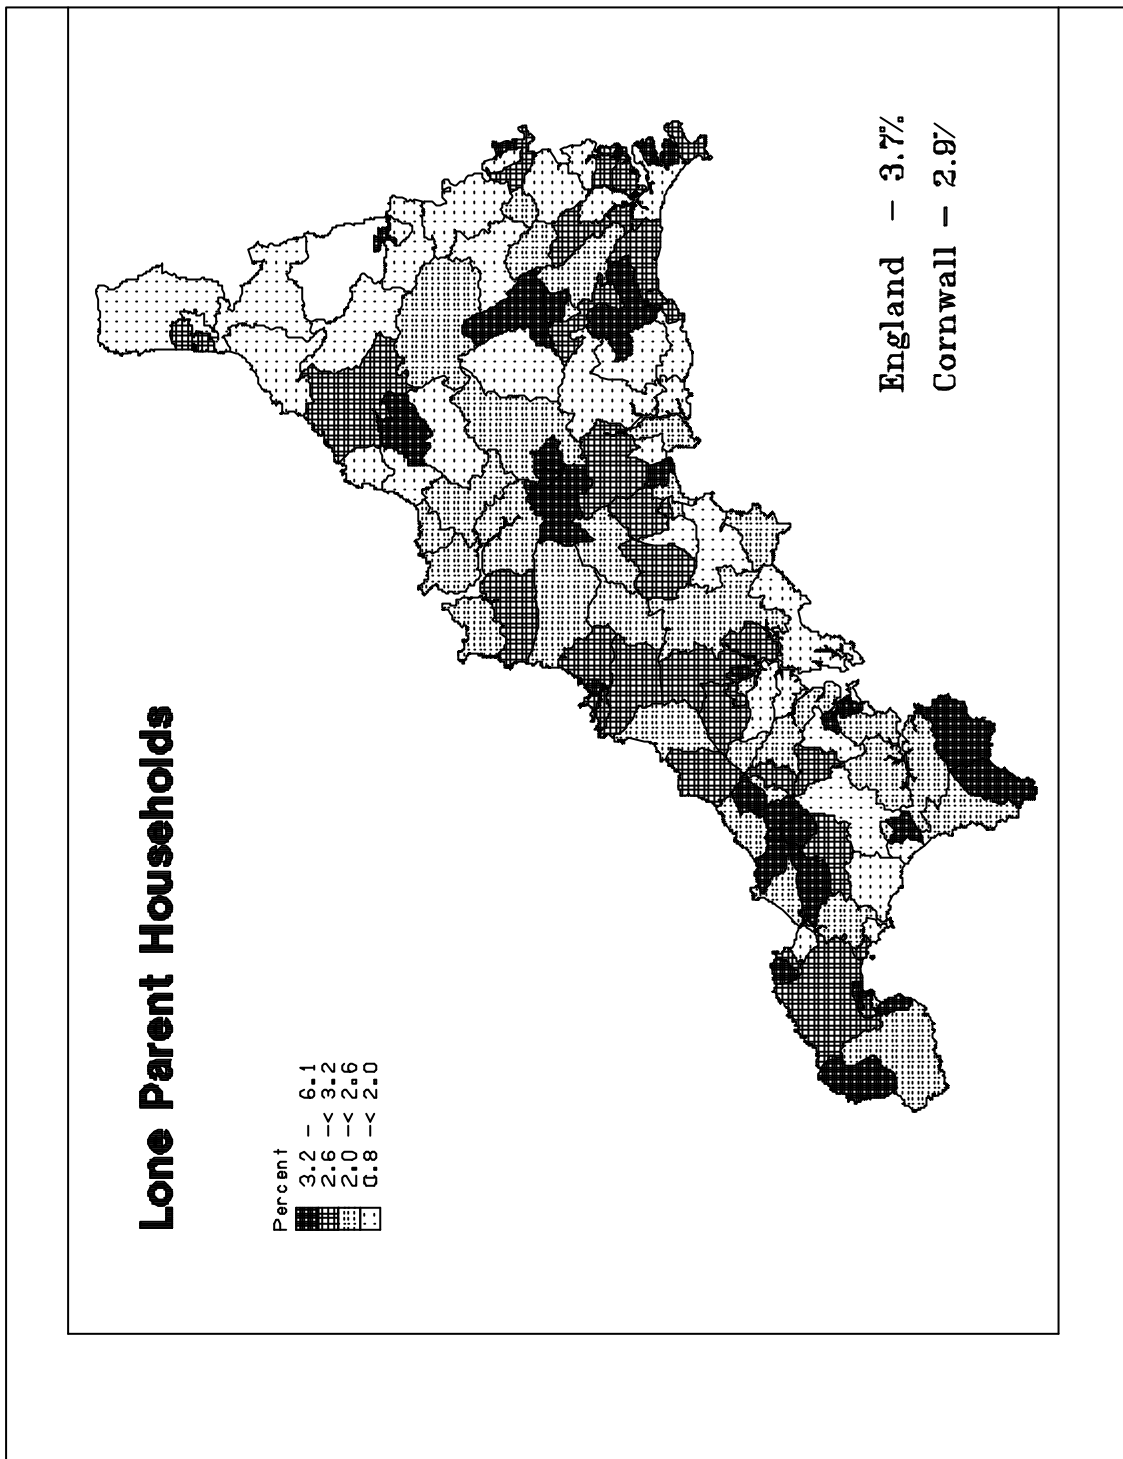 Lone Parent Households
Percent
3.2 - 6.1
2.6 -< 3.2
2.0 -< 2.6
0.8 -< 2.0
England - 3.7%
Cornwall - 2.9%